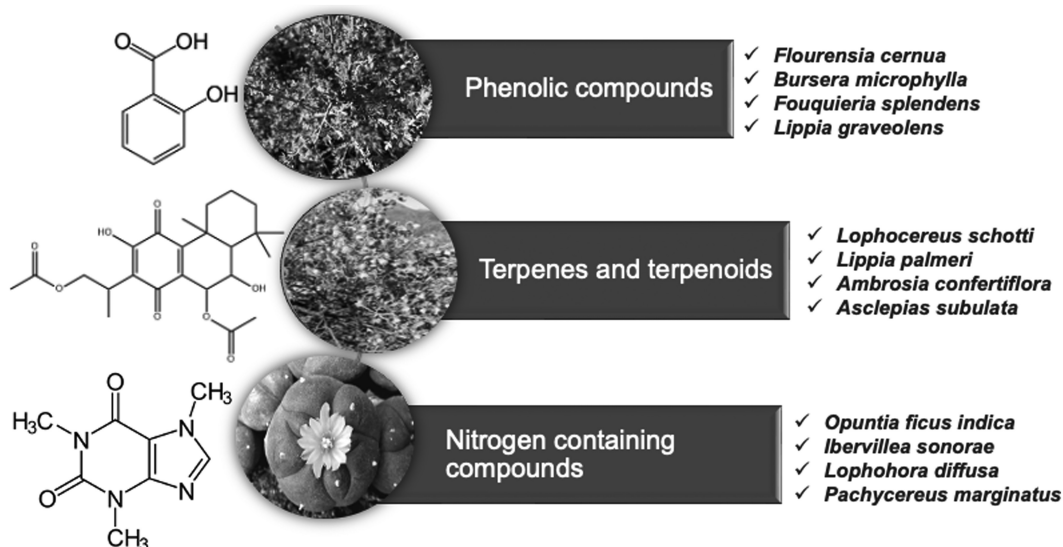 O
OH
OH
Phenolic compounds
✓ Flourensia cernua
✓ Bursera microphylla
✓ Fouquieria splendens
✓ Lippia graveolens
O
HO
O
O
O
OH
O
O
Terpenes and terpenoids
✓ Lophocereus schotti
✓ Lippia palmeri
✓ Ambrosia confertiflora
✓ Asclepias subulata
O
CH3
H3C
N
N
O
N
N
CH3
Nitrogen containing
compounds
✓ Opuntia ficus indica
✓ Ibervillea sonorae
✓ Lophohora diffusa
✓ Pachycereus marginatus